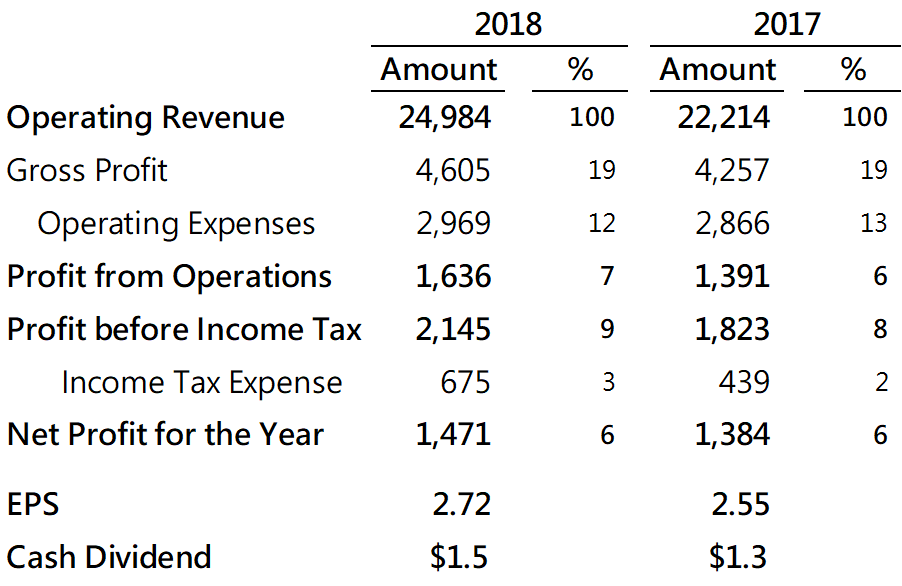 2018 2017
Amount % Amount %
Operating Revenue 24,984 100 22,214 100
Gross Profit 4,605 19 4,257 19
Operating Expenses 2,969 12 2,866 13
Profit from Operations 1,636 7 1,391 6
Profit before Income Tax 2,145 9 1,823 8
Income Tax Expense 675 3 439 2
Net Profit for the Year 1,471 6 1,384 6
EPS 2.72 2.55
Cash Dividend $1.5 $1.3